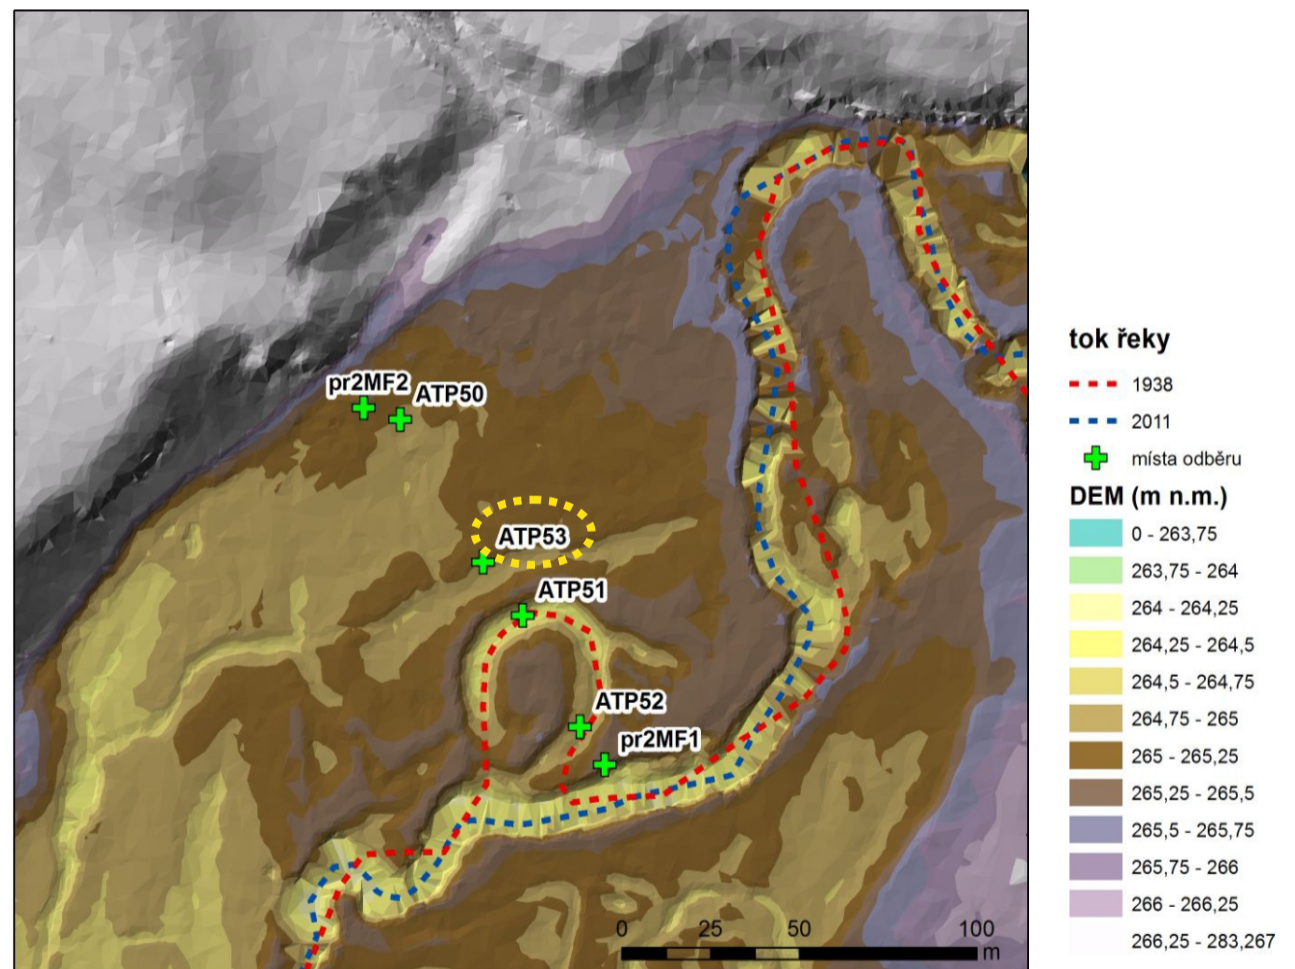 pr2MF2
ATP50
ATP53
ATP51
ATP52
pr2MF1
0 25 50 100
m
tok řeky
1938
2011
místa odběru
DEM (m n.m.)
0 - 263,75
263,75 - 264
264 - 264,25
264,25 - 264,5
264,5 - 264,75
264,75 - 265
265 - 265,25
265,25 - 265,5
265,5 - 265,75
265,75 - 266
266 - 266,25
266,25 - 283,267